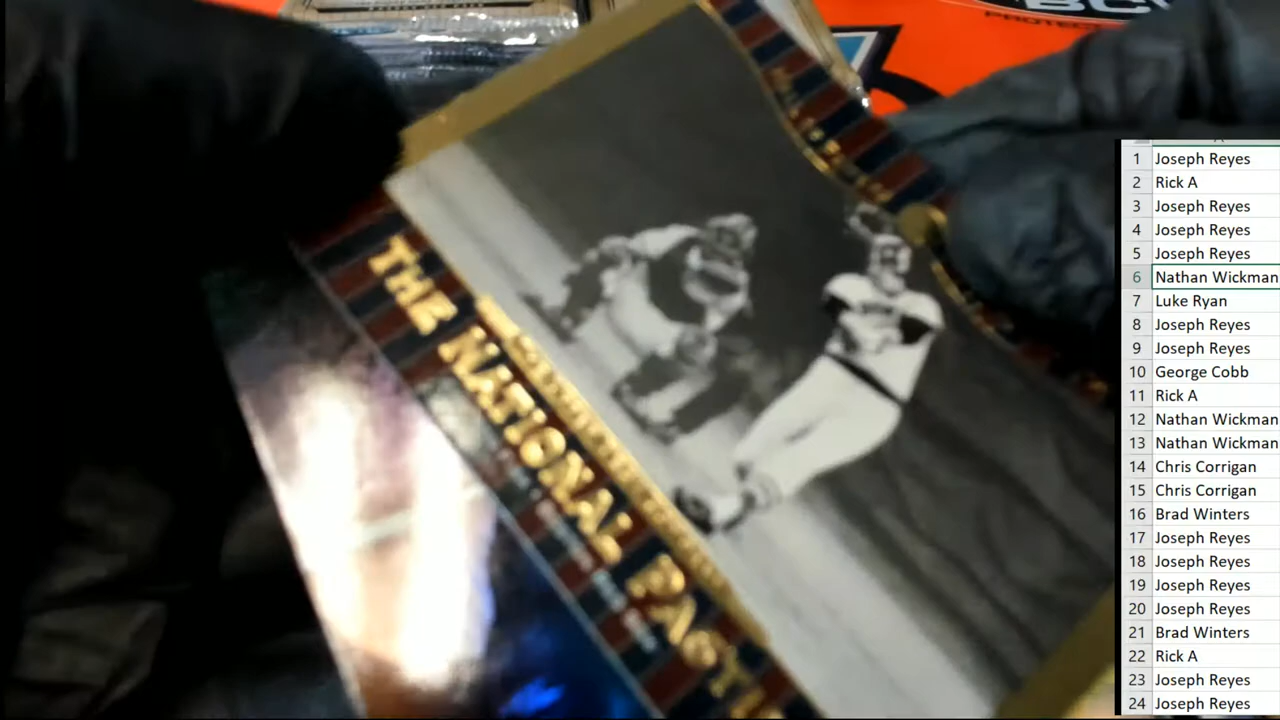 BC
PROTECT
THE NATIONAL PAST
1 Joseph Reyes
2 Rick A
3 Joseph Reyes
4 Joseph Reyes
5 Joseph Reyes
6 Nathan Wickman
7 Luke Ryan
8 Joseph Reyes
9 Joseph Reyes
10 George Cobb
11 Rick A
12 Nathan Wickman
13 Nathan Wickman
14 Chris Corrigan
15 Chris Corrigan
16 Brad Winters
17 Joseph Reyes
18 Joseph Reyes
19 Joseph Reyes
20 Joseph Reyes
21 Brad Winters
22 Rick A
23 Joseph Reyes
24 Joseph Reyes